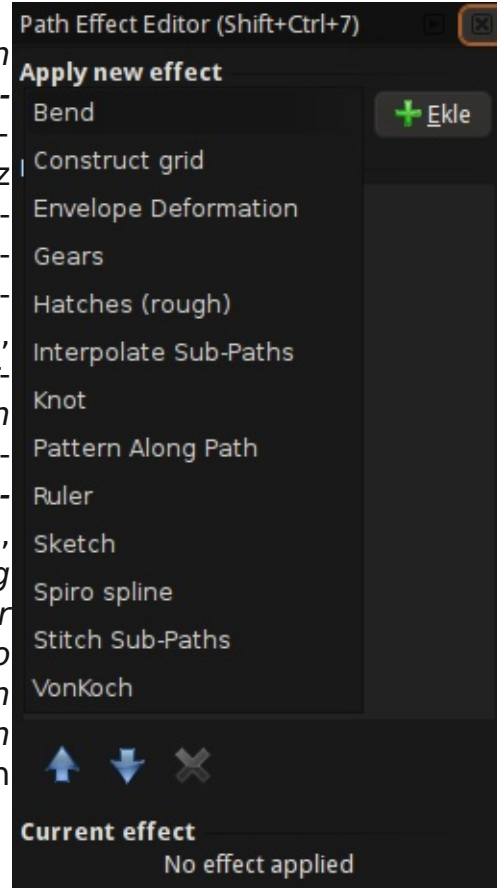 Path Effect Editor (Shift+Ctrl+7)
Apply new effect
Bend
Ekle
Construct grid
Envelope Deformation
Gears
Hatches (rough)
Interpolate Sub-Paths
Knot
Pattern Along Path
Ruler
Sketch
Spiro spline
Stitch Sub-Paths
VonKoch
Current effect
No effect applied